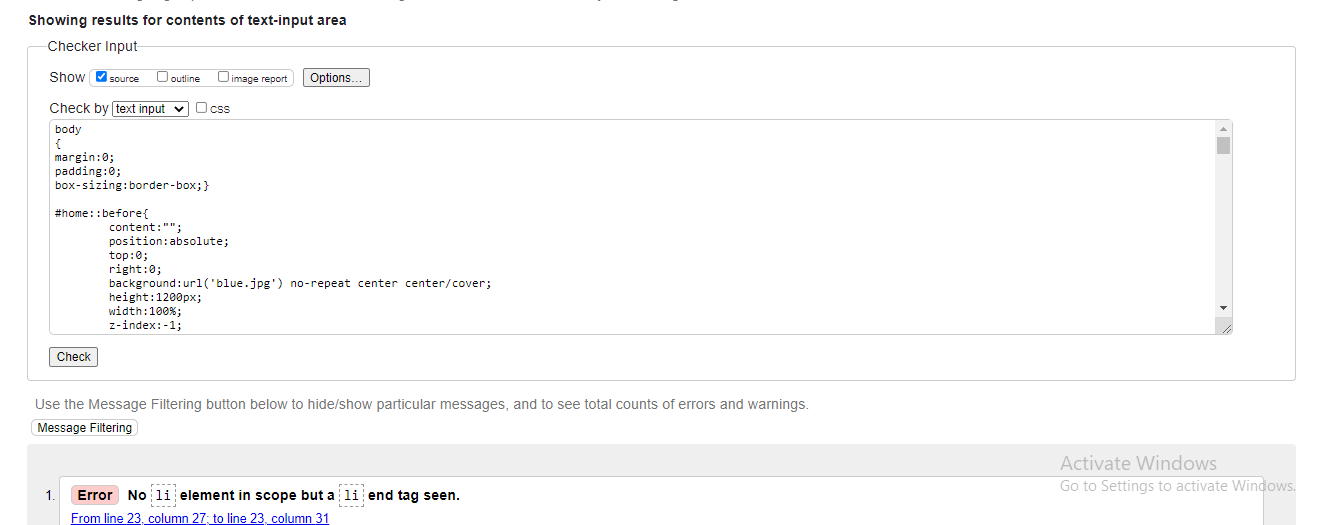 Showing results for contents of text-input area
Checker Input
Show source outline image report Options...
Check by text input css
body
{
margin:0;
padding:0;
box-sizing:border-box;}
#home::before{
content:"";
position:absolute;
top:0;
right:0;
background:url('blue.jpg') no-repeat center center/cover;
height:1200px;
width:100%;
z-index:-1;
Check
Use the Message Filtering button below to hide/show particular messages, and to see total counts of errors and warnings.
Message Filtering
Activate Windows
Go to Settings to activate Windows.
1. Error No li element in scope but a li end tag seen.
From line 23, column 27; to line 23, column 31